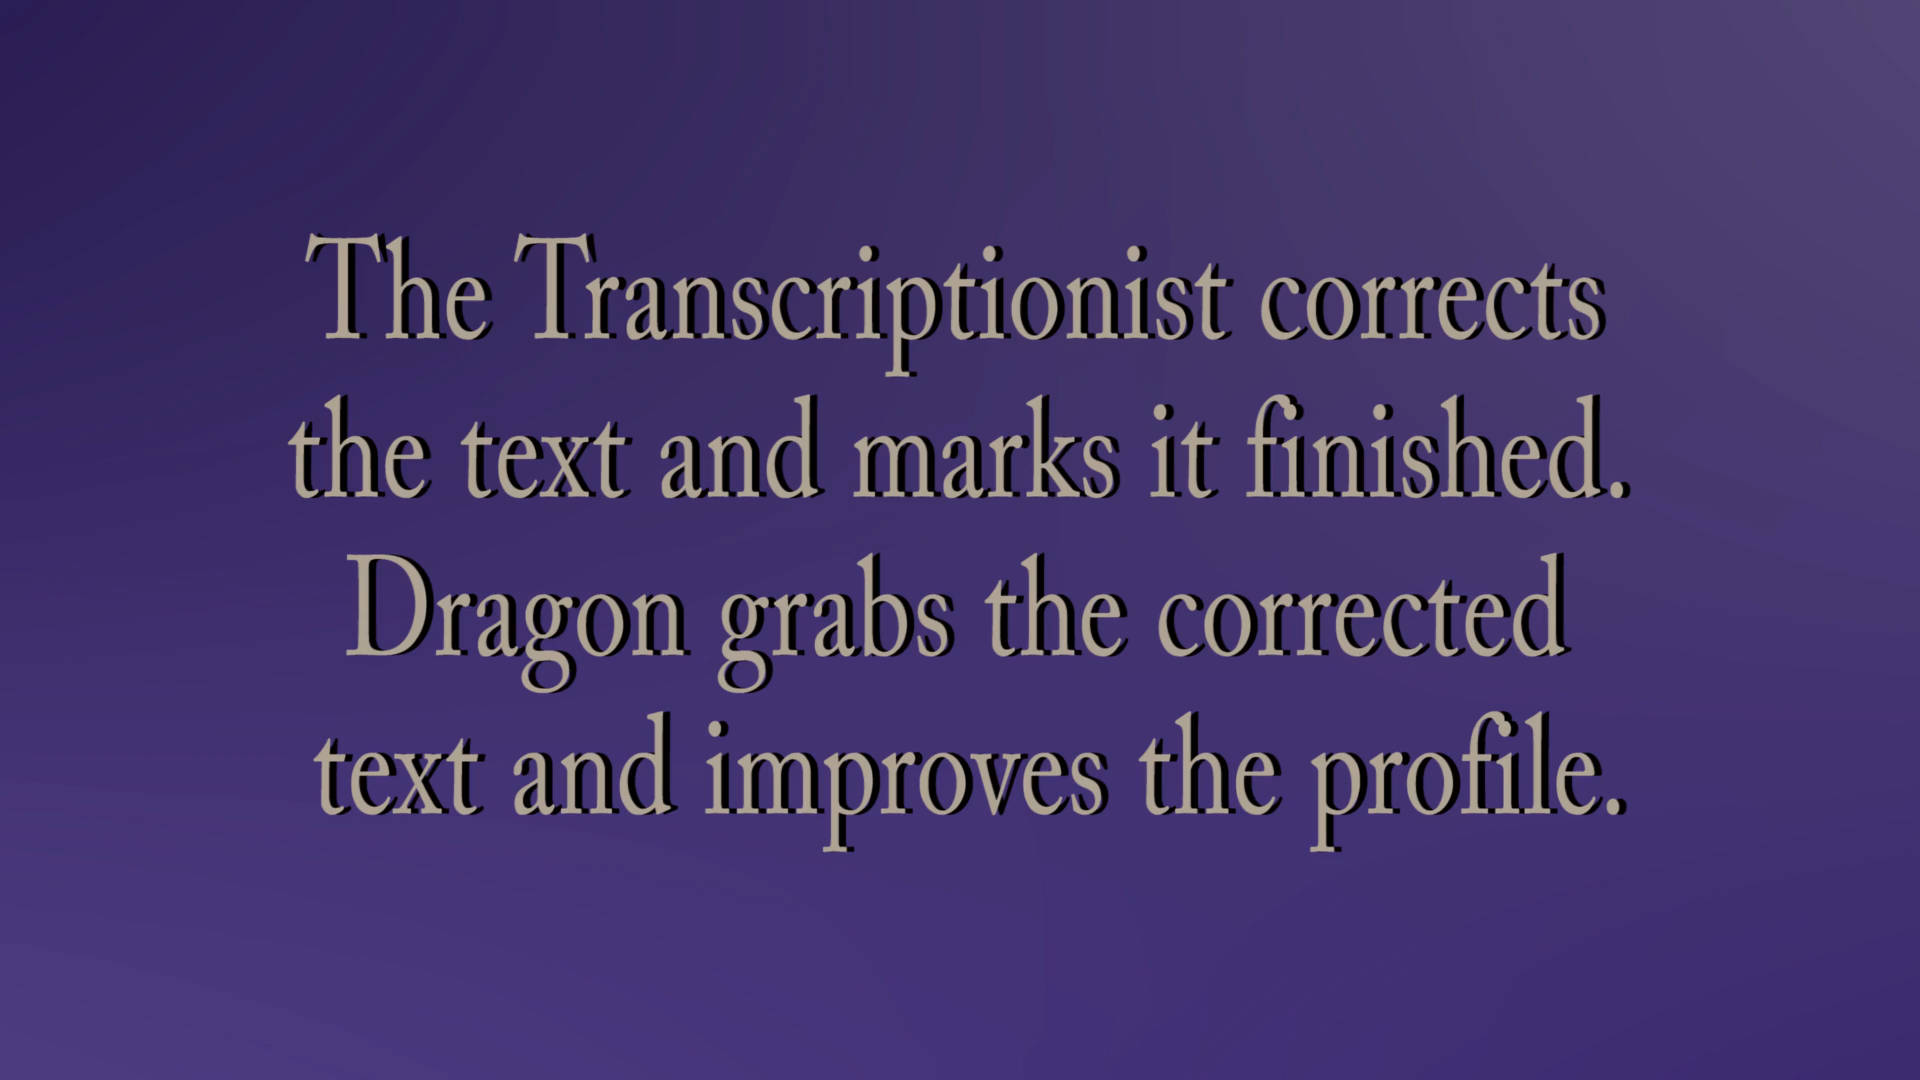 The Transcriptionist corrects
the text and marks it finished.
Dragon grabs the corrected
text and improves the profile.